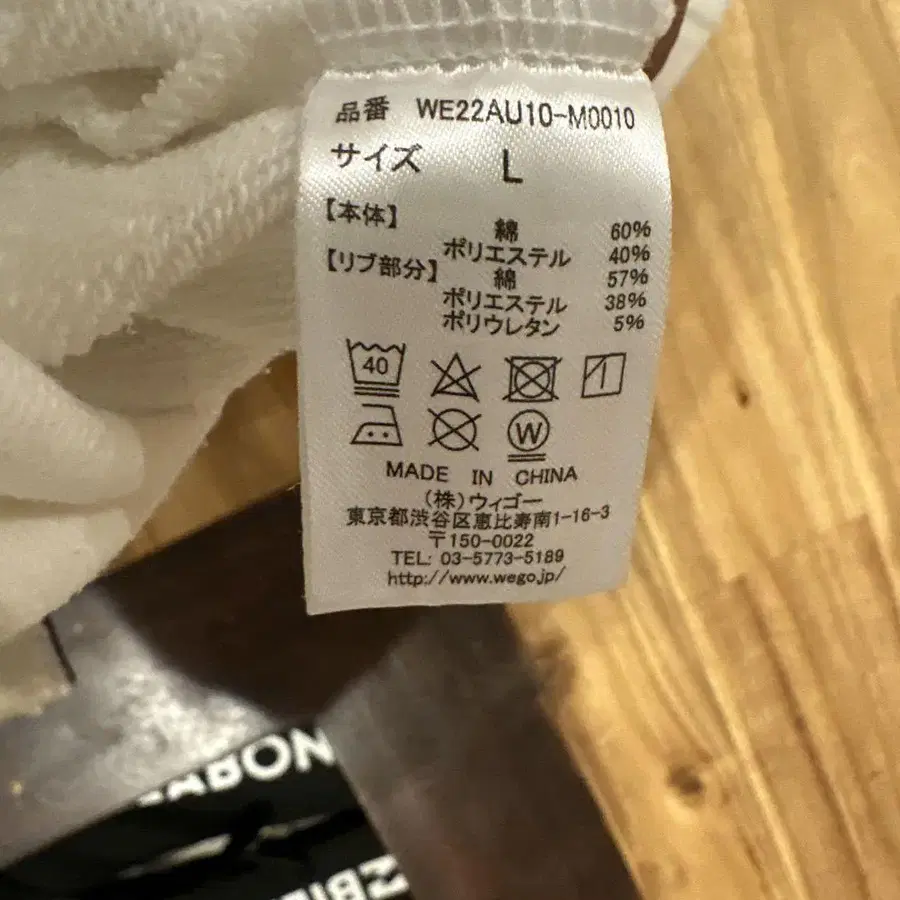 品番 WE22AU10-M0010
サイズ L
【本体】 綿 60%
ポリエステル 40%
【リブ部分】 綿 57%
ポリエステル 38%
ポリウレタン 5%
40
W
MADE IN CHINA
(株)ウィゴー
東京都渋谷区恵比寿南1-16-3
〒150-0022
TEL: 03-5773-5189
http://www.wego.jp/